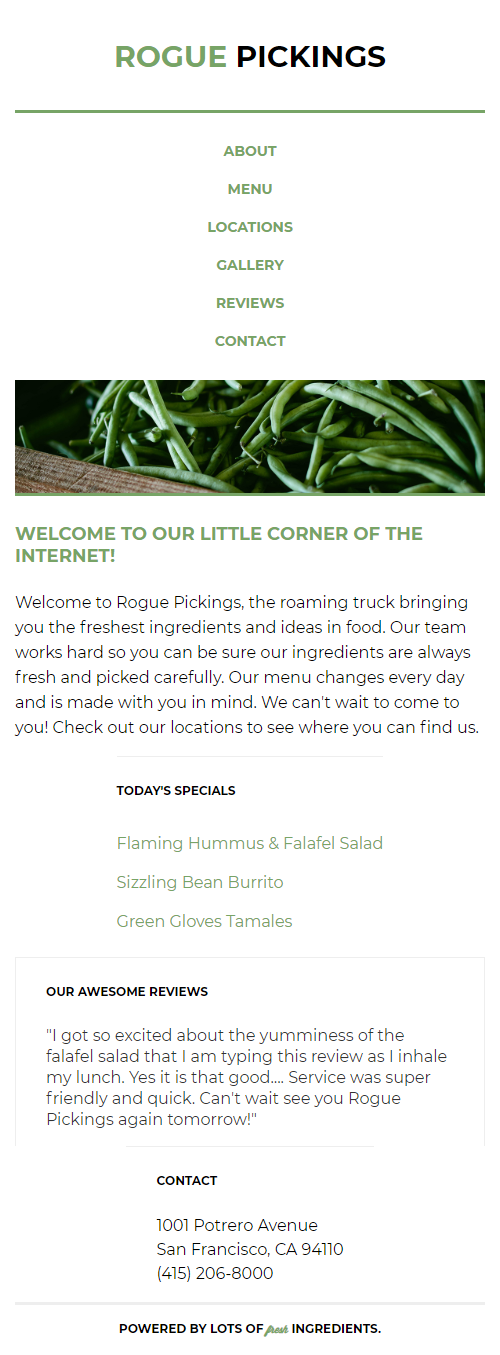 ROGUE PICKINGS
ABOUT
MENU
LOCATIONS
GALLERY
REVIEWS
CONTACT
WELCOME TO OUR LITTLE CORNER OF THE
INTERNET!
Welcome to Rogue Pickings, the roaming truck bringing
you the freshest ingredients and ideas in food. Our team
works hard so you can be sure our ingredients are always
fresh and picked carefully. Our menu changes every day
and is made with you in mind. We can't wait to come to
you! Check out our locations to see where you can find us.
TODAY'S SPECIALS
Flaming Hummus & Falafel Salad
Sizzling Bean Burrito
Green Gloves Tamales
OUR AWESOME REVIEWS
"I got so excited about the yumminess of the
falafel salad that I am typing this review as I inhale
my lunch. Yes it is that good.... Service was super
friendly and quick. Can't wait see you Rogue
Pickings again tomorrow!"
CONTACT
1001 Potrero Avenue
San Francisco, CA 94110
(415) 206-8000
POWERED BY LOTS OF fresh INGREDIENTS.